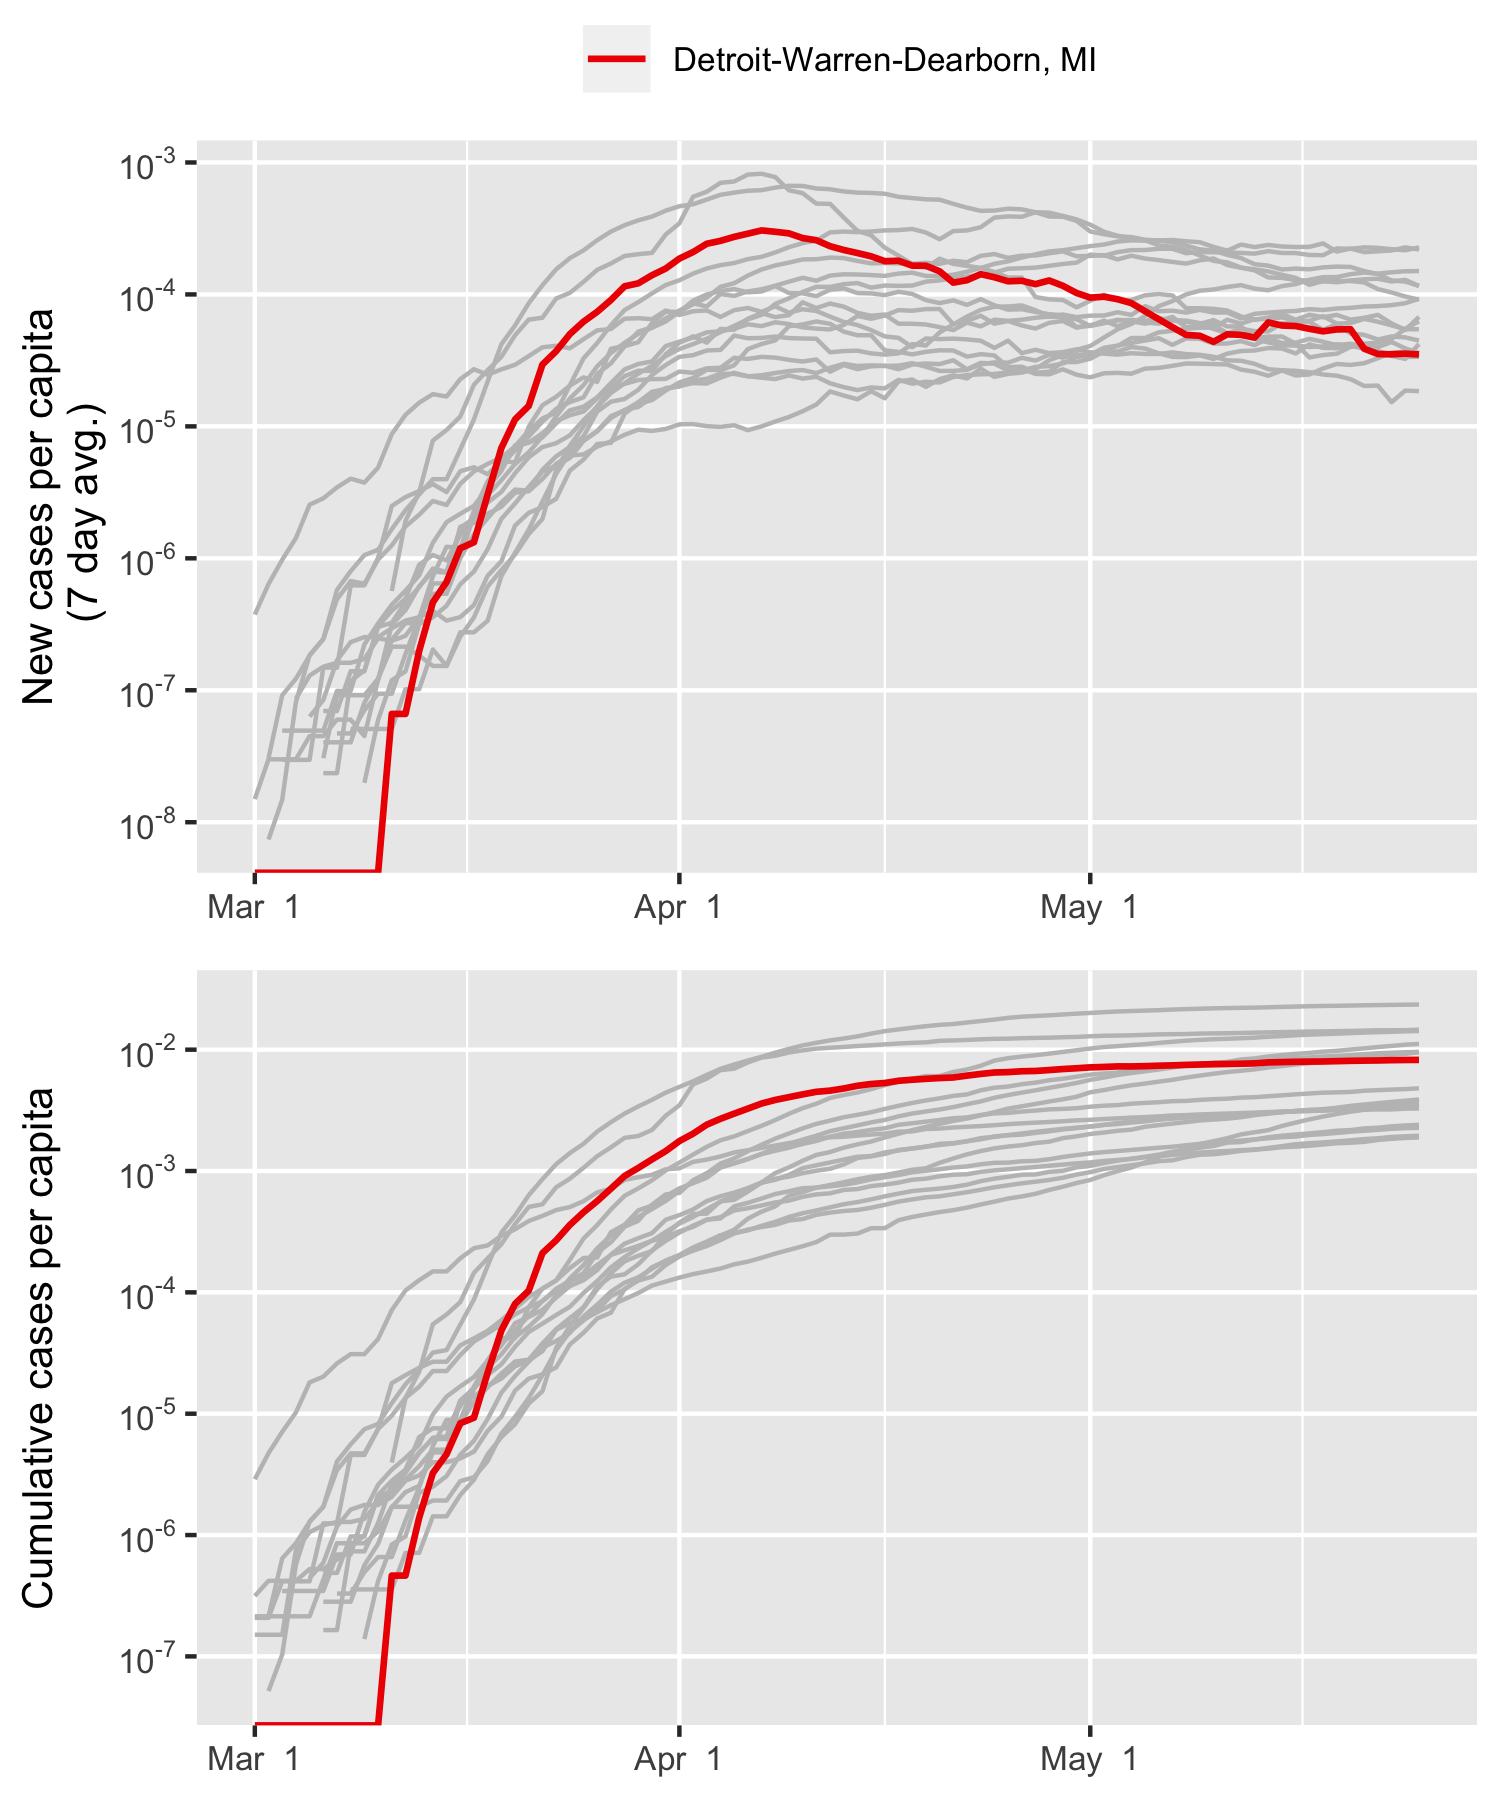 Detroit-Warren-Dearborn, MI
New cases per capita
(7 day avg.)
10-3
10-4
10-5
10-6
10-7
10-8
Mar 1 Apr 1 May 1
Cumulative cases per capita
10-2
10-3
10-4
10-5
10-6
10-7
Mar 1 Apr 1 May 1